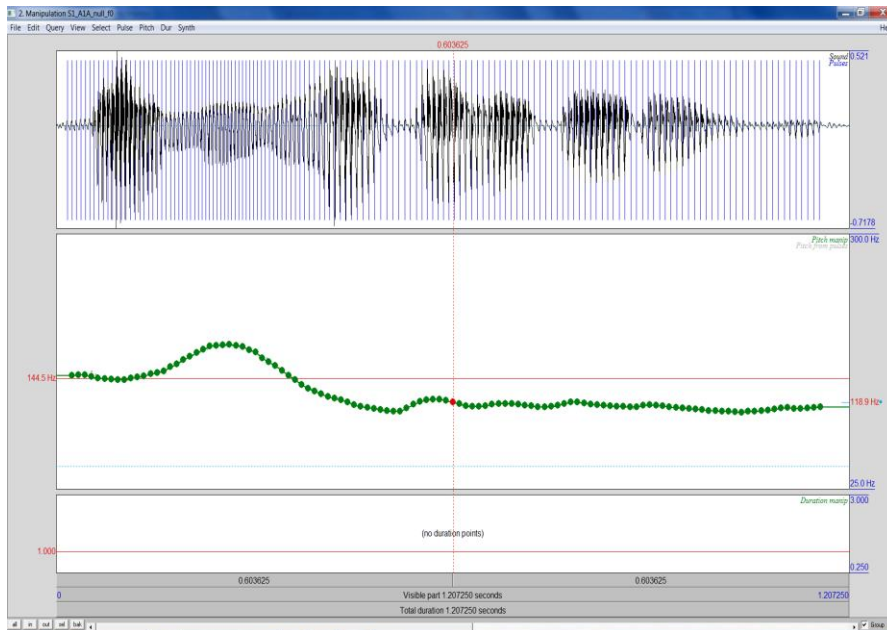 2. Manipulation S1_A1A_null_f0
File Edit Query View Select Pulse Pitch Dur Synth He
0.603625
Sound 0.521
Pulses
-0.7178
Pitch manip 300.0 Hz
Pitch from pulses
144.5 Hz
118.9 Hz
25.0 Hz
Duration manip 3.000
(no duration points)
1.000
0.250
0.603625 0.603625
0 Visible part 1.207250 seconds 1.207250
Total duration 1.207250 seconds
all in out sel bak Group